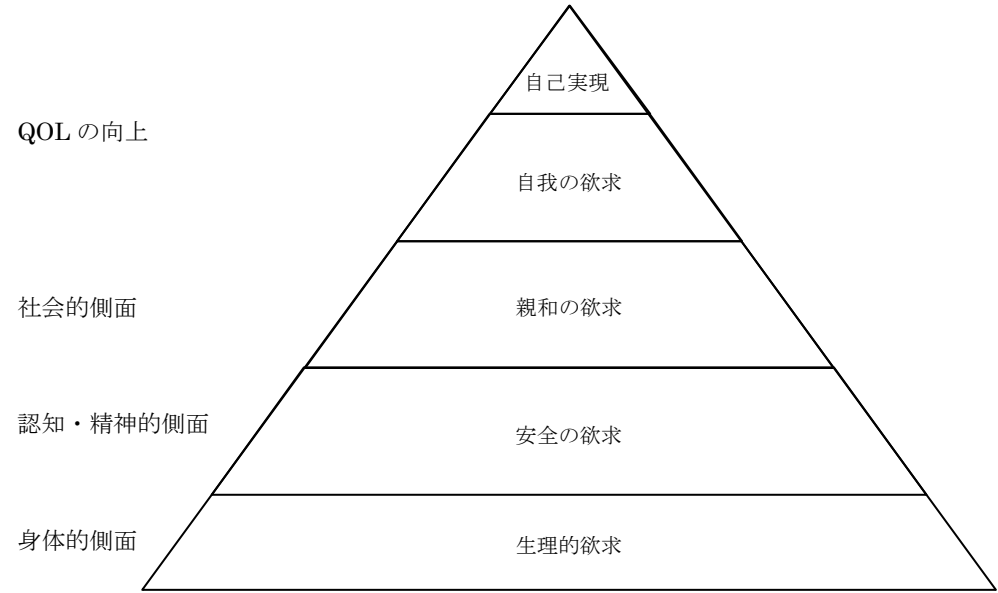 自己実現
QOL の向上
自我の欲求
社会的側面
親和の欲求
認知・精神的側面
安全の欲求
身体的側面
生理的欲求